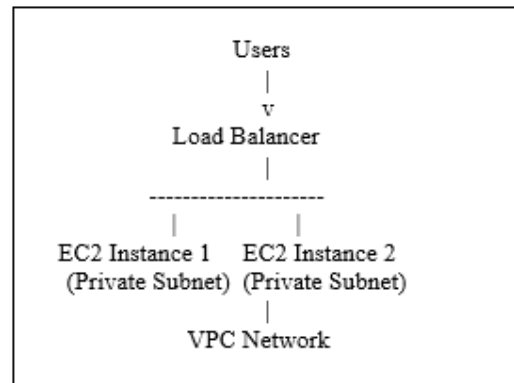 Users
|
v
Load Balancer
|
---------------------
| |
EC2 Instance 1 EC2 Instance 2
(Private Subnet) (Private Subnet)
|
VPC Network